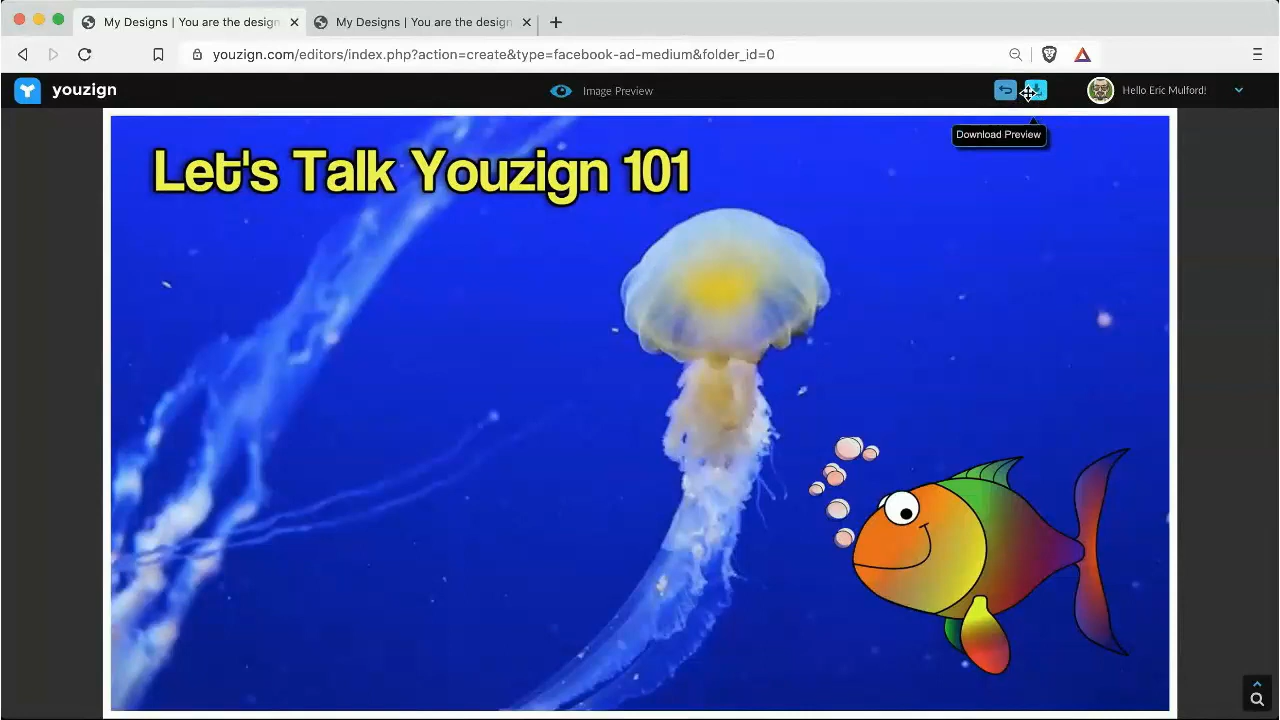 My Designs | You are the design
My Designs | You are the design
youzign.com/editors/index.php?action=create&type=facebook-ad-medium&folder_id=0
youzign
Image Preview
Hello Eric Mulford!
Download Preview
Let's Talk Youzign 101